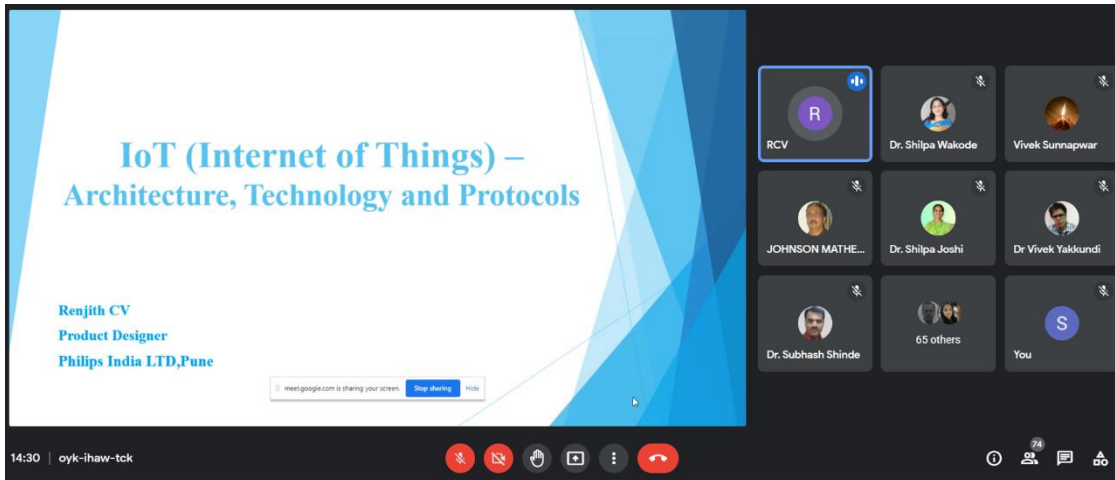 IoT (Internet of Things) –
Architecture, Technology and Protocols
Renjith CV
Product Designer
Philips India LTD,Pune
meet.google.com is sharing your screen. Stop sharing Hide
R
RCV
Dr. Shilpa Wakode
Vivek Sunnapwar
JOHNSON MATHE...
Dr. Shilpa Joshi
Dr Vivek Yakkundi
Dr. Subhash Shinde
65 others
S
You
14:30 | oyk-ihaw-tck
74